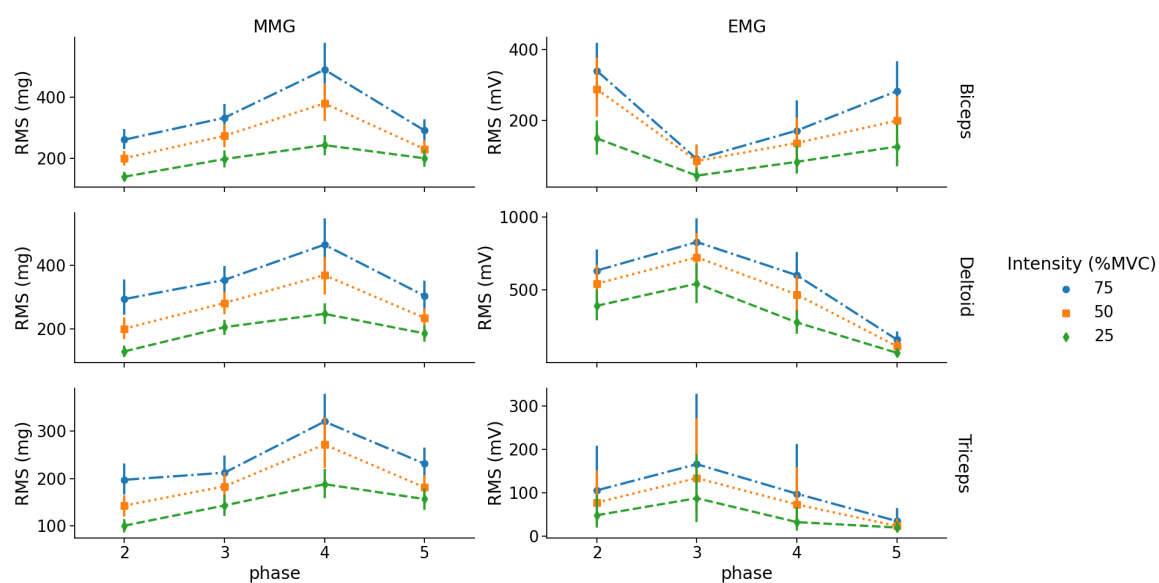 MMG
EMG
RMS (mg)
400
200
RMS (mV)
400
200
Biceps
RMS (mg)
400
200
RMS (mV)
1000
500
Deltoid
Intensity (%MVC)
75
50
25
RMS (mg)
300
200
100
2 3 4 5
phase
RMS (mV)
300
200
100
0
2 3 4 5
phase
Triceps